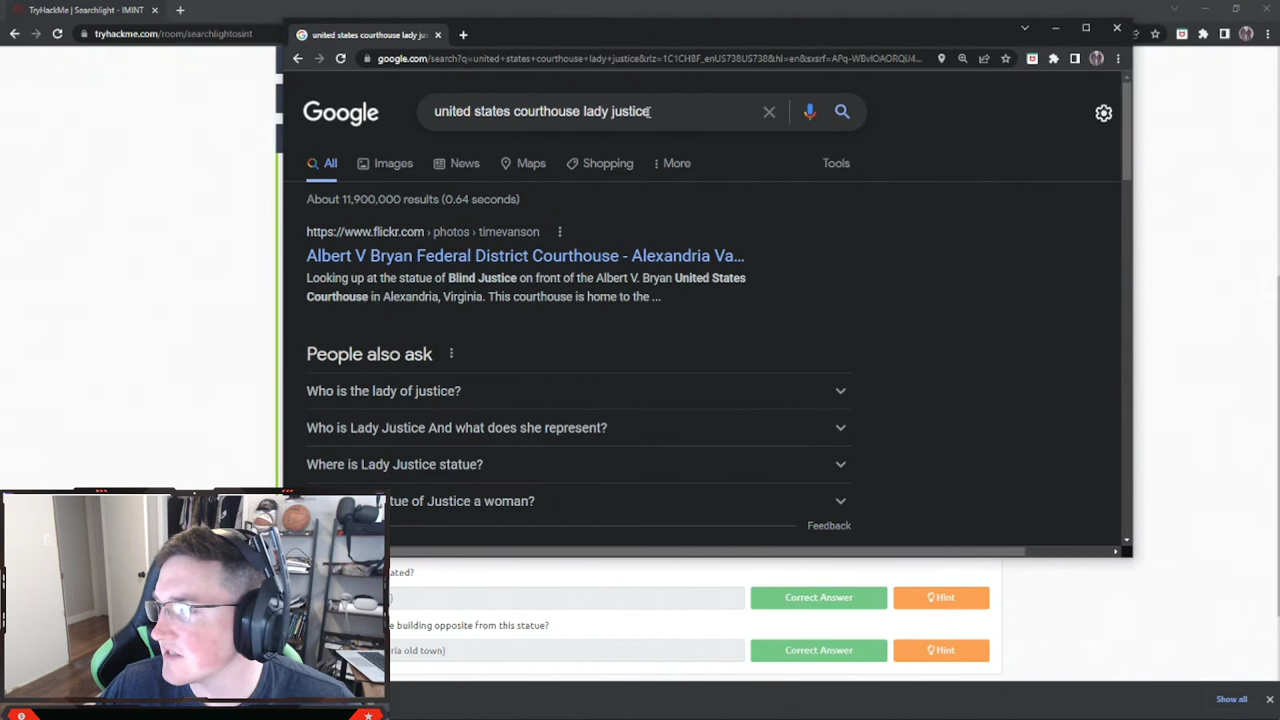 TryHackMe | Searchlight - IMINT
tryhackme.com/room/searchlightosint
united states courthouse lady jus
google.com/search?q=united+states+courthouse+lady+justice&rlz=1C1CHBF_enUS738US738&hl=en&sxsrf=
Google
united states courthouse lady justice
All
Images
News
Maps
Shopping
More
Tools
About 11,900,000 results (0.64 seconds)
https://www.flickr.com › photos › timevanson
Albert V Bryan Federal District Courthouse - Alexandria Va...
Looking up at the statue of Blind Justice on front of the Albert V. Bryan United States
Courthouse in Alexandria, Virginia. This courthouse is home to the ...
People also ask
Who is the lady of justice?
Who is Lady Justice And what does she represent?
Where is Lady Justice statue?
tue of Justice a woman?
Feedback
ated?
Correct Answer
Hint
e building opposite from this statue?
ria old town}
Correct Answer
Hint
Show all